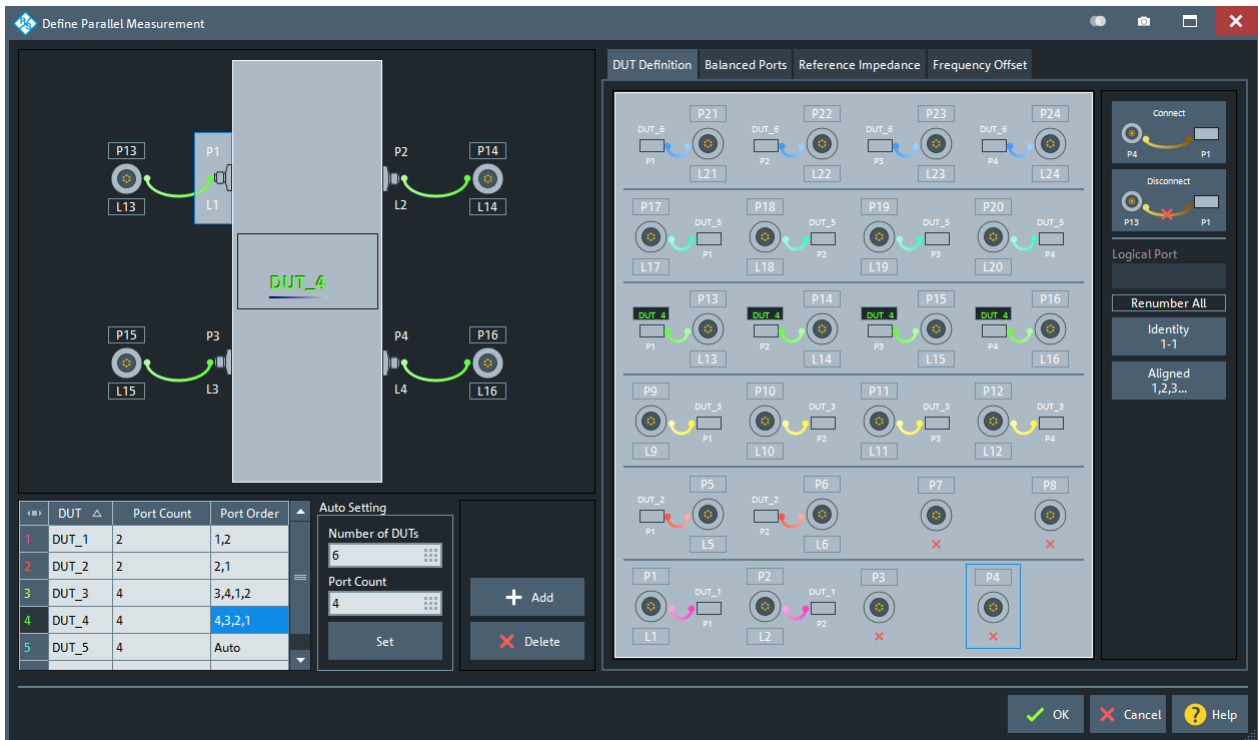 Define Parallel Measurement
P13
P1
L13
L1
P2
P14
L2
L14
DUT_4
P15
P3
L15
L3
P4
P16
L4
L16
DUT Port Count Port Order
1 DUT_1 2 1,2
2 DUT_2 2 2,1
3 DUT_3 4 3,4,1,2
4 DUT_4 4 4,3,2,1
5 DUT_5 4 Auto
Auto Setting
Number of DUTs
6
Port Count
4
Set
Add
Delete
DUT Definition Balanced Ports Reference Impedance Frequency Offset
P21 P22 P23 P24
DUT_6 DUT_6 DUT_6 DUT_6
P1 P2 P3 P4
L21 L22 L23 L24
P17 P18 P19 P20
DUT_5 DUT_5 DUT_5 DUT_5
P1 P2 P3 P4
L17 L18 L19 L20
P13 P14 P15 P16
DUT_4 DUT_4 DUT_4 DUT_4
P1 P2 P3 P4
L13 L14 L15 L16
P9 P10 P11 P12
DUT_3 DUT_3 DUT_3 DUT_3
P1 P2 P3 P4
L9 L10 L11 L12
P5 P6 P7 P8
DUT_2 DUT_2
P1 P2
L5 L6
P1 P2 P3 P4
DUT_1 DUT_1
P1 P2
L1 L2
Connect
P4 P1
Disconnect
P13 P1
Logical Port
Renumber All
Identity
1-1
Aligned
1,2,3...
OK Cancel ? Help